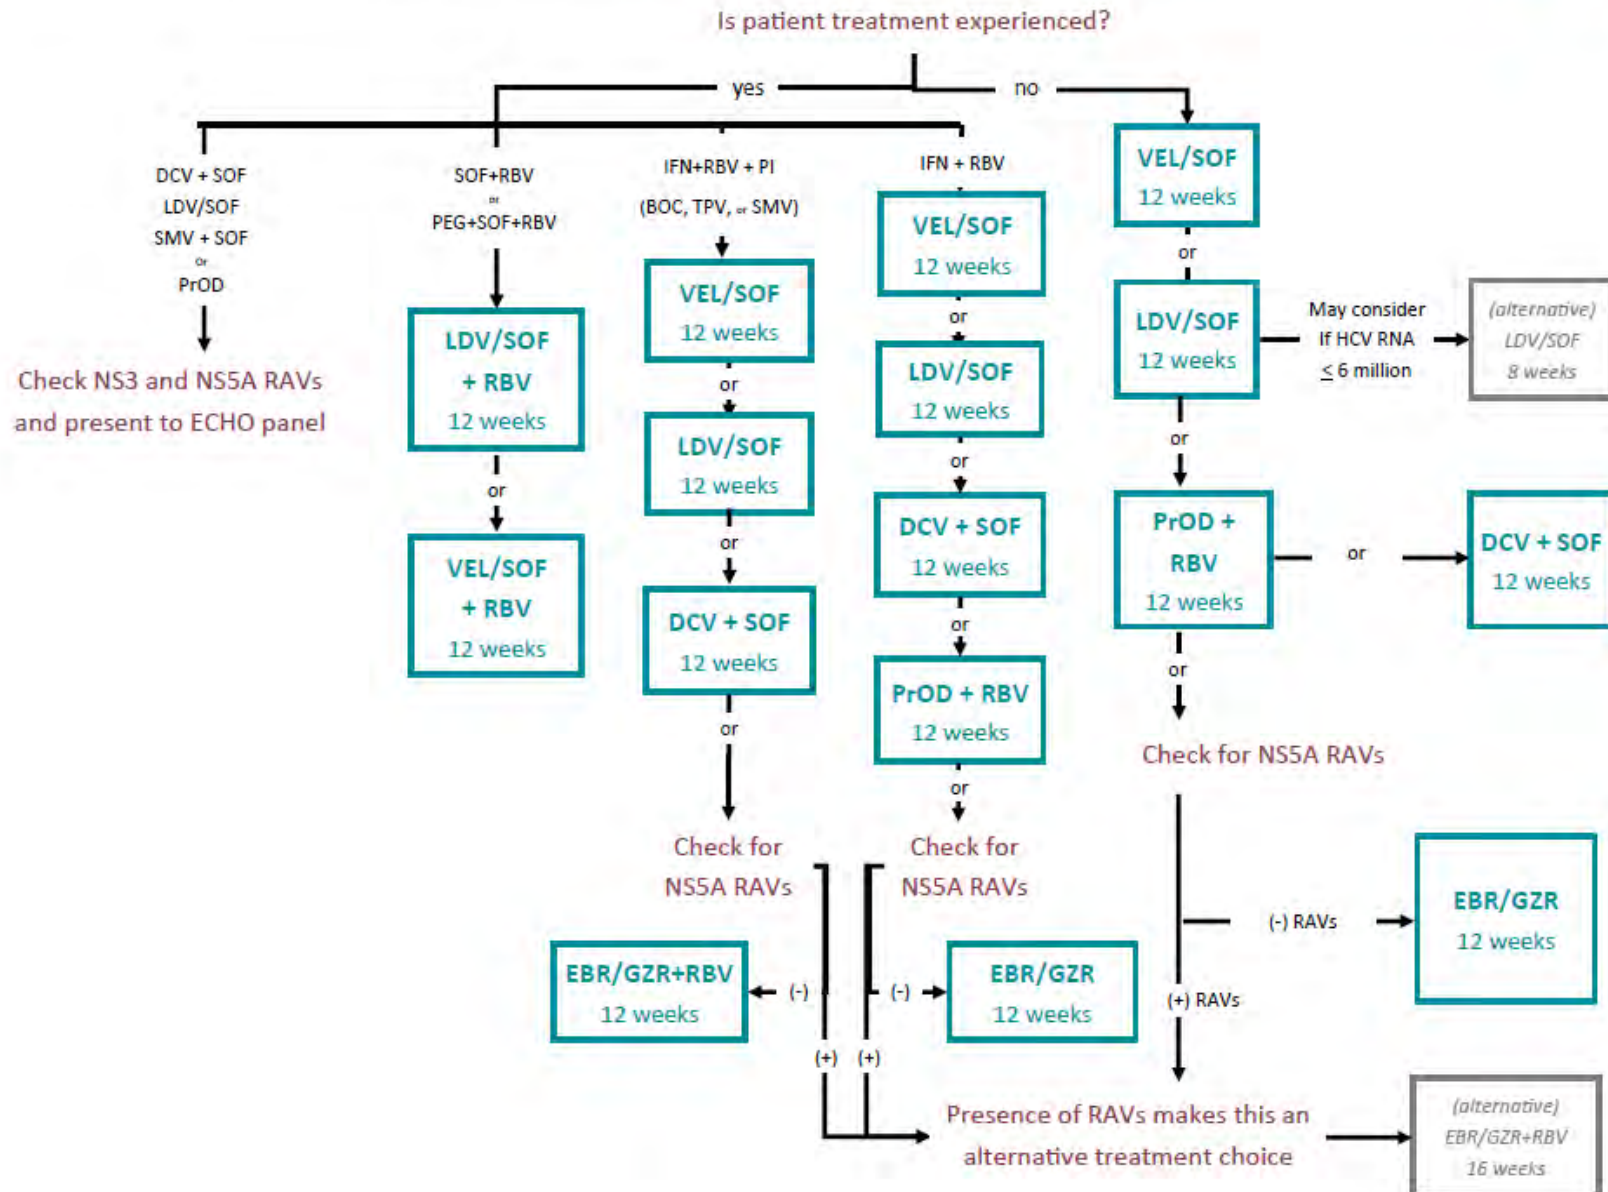 Is patient treatment experienced?
yes
no
DCV + SOF
LDV/SOF
SMV + SOF
or
PrOD
Check NS3 and NS5A RAVs
and present to ECHO panel
SOF+RBV
or
PEG+SOF+RBV
LDV/SOF
+ RBV
12 weeks
or
VEL/SOF
+ RBV
12 weeks
IFN+RBV + PI
(BOC, TPV, or SMV)
VEL/SOF
12 weeks
or
LDV/SOF
12 weeks
or
DCV + SOF
12 weeks
or
Check for
NS5A RAVs
EBR/GZR+RBV
12 weeks
(-)
(+)
IFN + RBV
VEL/SOF
12 weeks
or
LDV/SOF
12 weeks
or
DCV + SOF
12 weeks
or
PrOD + RBV
12 weeks
or
Check for
NS5A RAVs
(-)
EBR/GZR
12 weeks
(+)
VEL/SOF
12 weeks
or
LDV/SOF
12 weeks
May consider
If HCV RNA
≤ 6 million
(alternative)
LDV/SOF
8 weeks
or
PrOD +
RBV
12 weeks
or
DCV + SOF
12 weeks
or
Check for NS5A RAVs
(-) RAVs
EBR/GZR
12 weeks
(+) RAVs
Presence of RAVs makes this an
alternative treatment choice
(alternative)
EBR/GZR+RBV
16 weeks